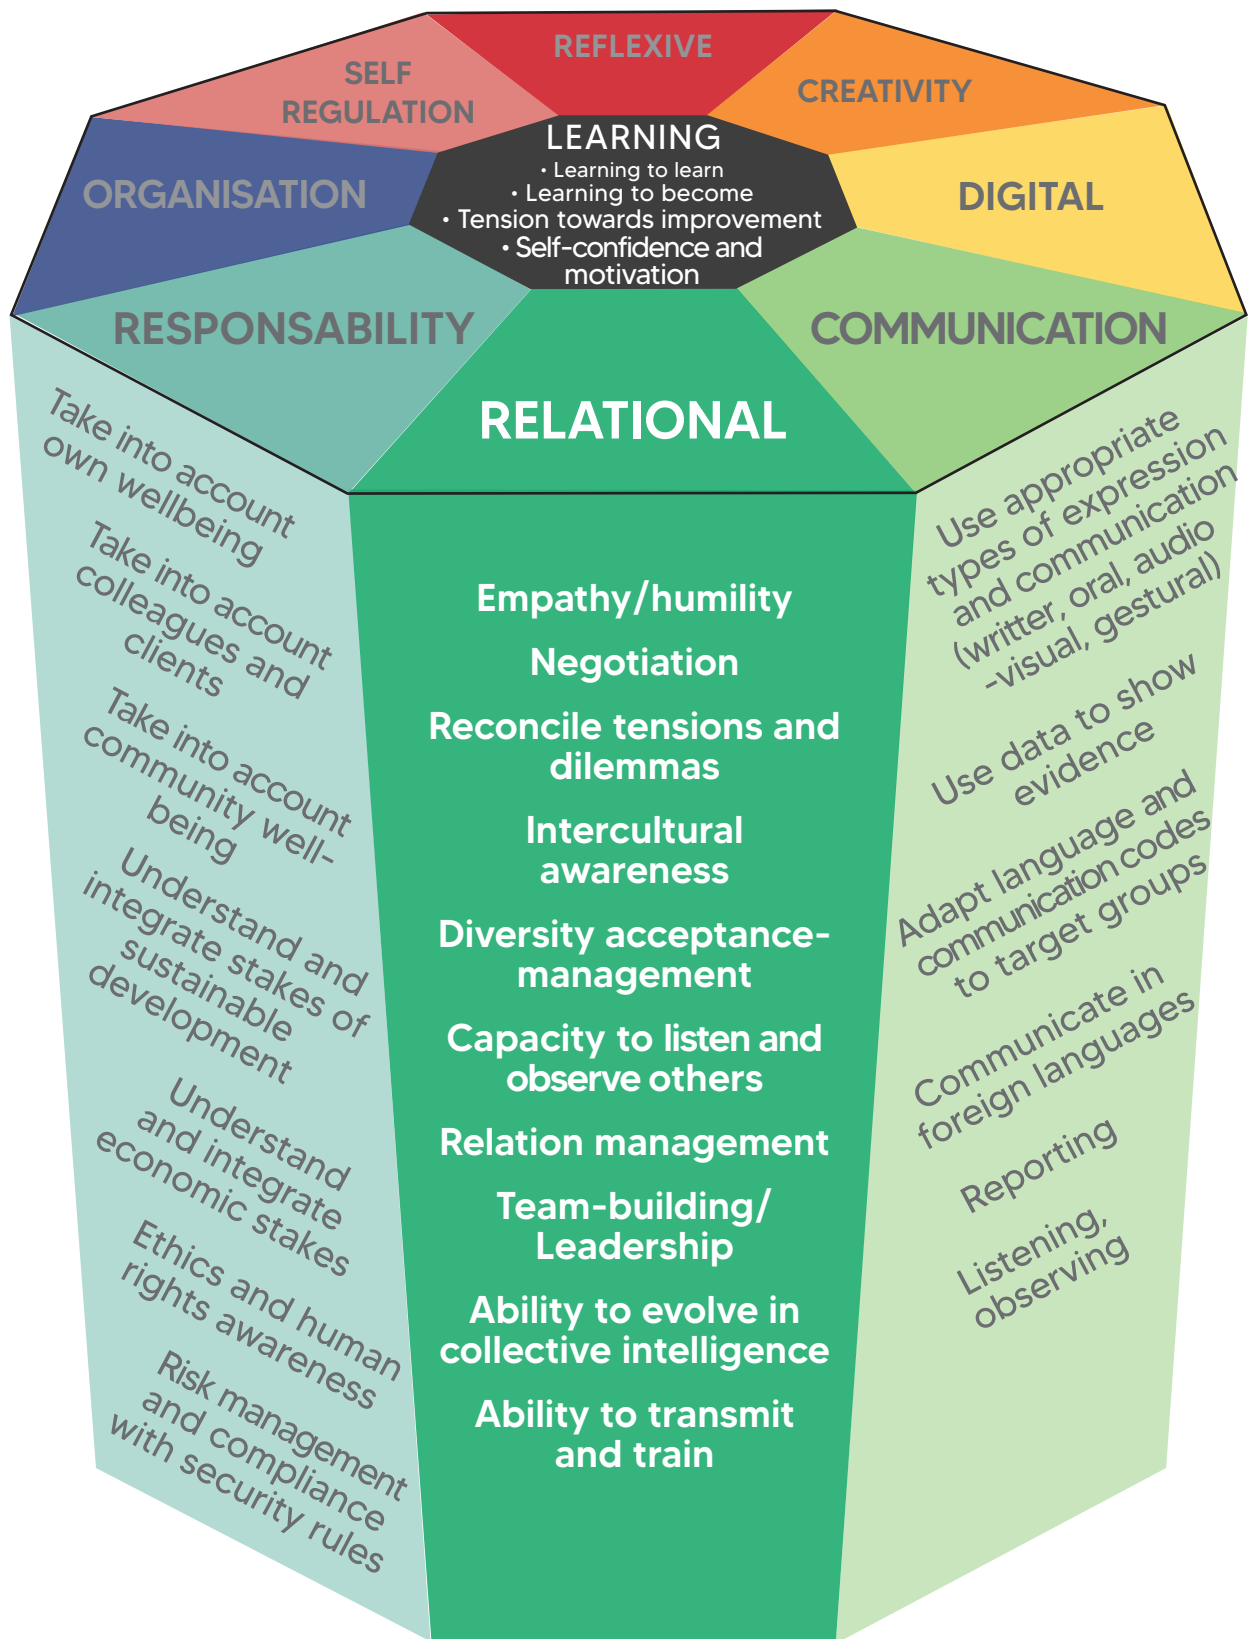 REFLEXIVE
SELF
REGULATION
CREATIVITY
ORGANISATION
DIGITAL
LEARNING
• Learning to learn
• Learning to become
• Tension towards improvement
• Self-confidence and
motivation
RESPONSABILITY
COMMUNICATION
RELATIONAL
Take into account
own wellbeing
Take into account
colleagues and
clients
Take into account
community well-
being
Understand and
integrate stakes of
sustainable
development
Understand
and integrate
economic stakes
Ethics and human
rights awareness
Risk management
and compliance
with security rules
Empathy/humility
Negotiation
Reconcile tensions and
dilemmas
Intercultural
awareness
Diversity acceptance-
management
Capacity to listen and
observe others
Relation management
Team-building/
Leadership
Ability to evolve in
collective intelligence
Ability to transmit
and train
Use appropriate
types of expression
and communication
(writter, oral, audio
-visual, gestural)
Use data to show
evidence
Adapt language and
communication codes
to target groups
Communicate in
foreign languages
Reporting
Listening,
observing